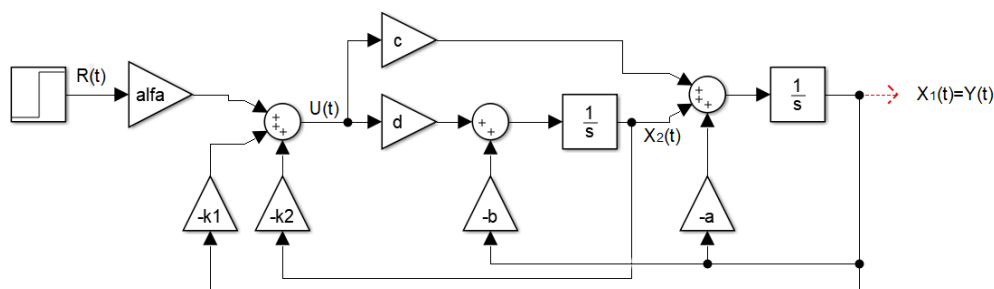 R(t)
alfa
U(t)
c
d
1
s
X2(t)
1
s
X1(t)=Y(t)
-k1
-k2
-b
-a
+
+
+
+
+
+
+
+